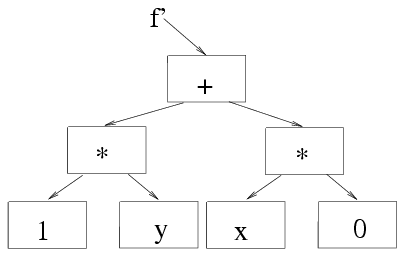 f'
+
* *
1 y x 0